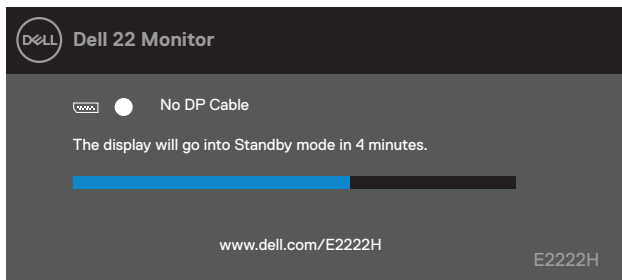 DELL Dell 22 Monitor
No DP Cable
The display will go into Standby mode in 4 minutes.
www.dell.com/E2222H
E2222H